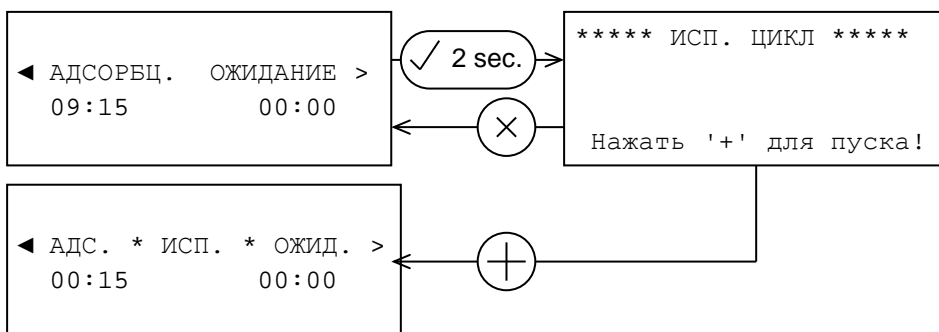 ◄ АДСОРБЦ. ОЖИДАНИЕ >
09:15 00:00
2 sec.
***** ИСП. ЦИКЛ *****
Нажать '+' для пуска!
◄ АДС. * ИСП. * ОЖИД. >
00:15 00:00